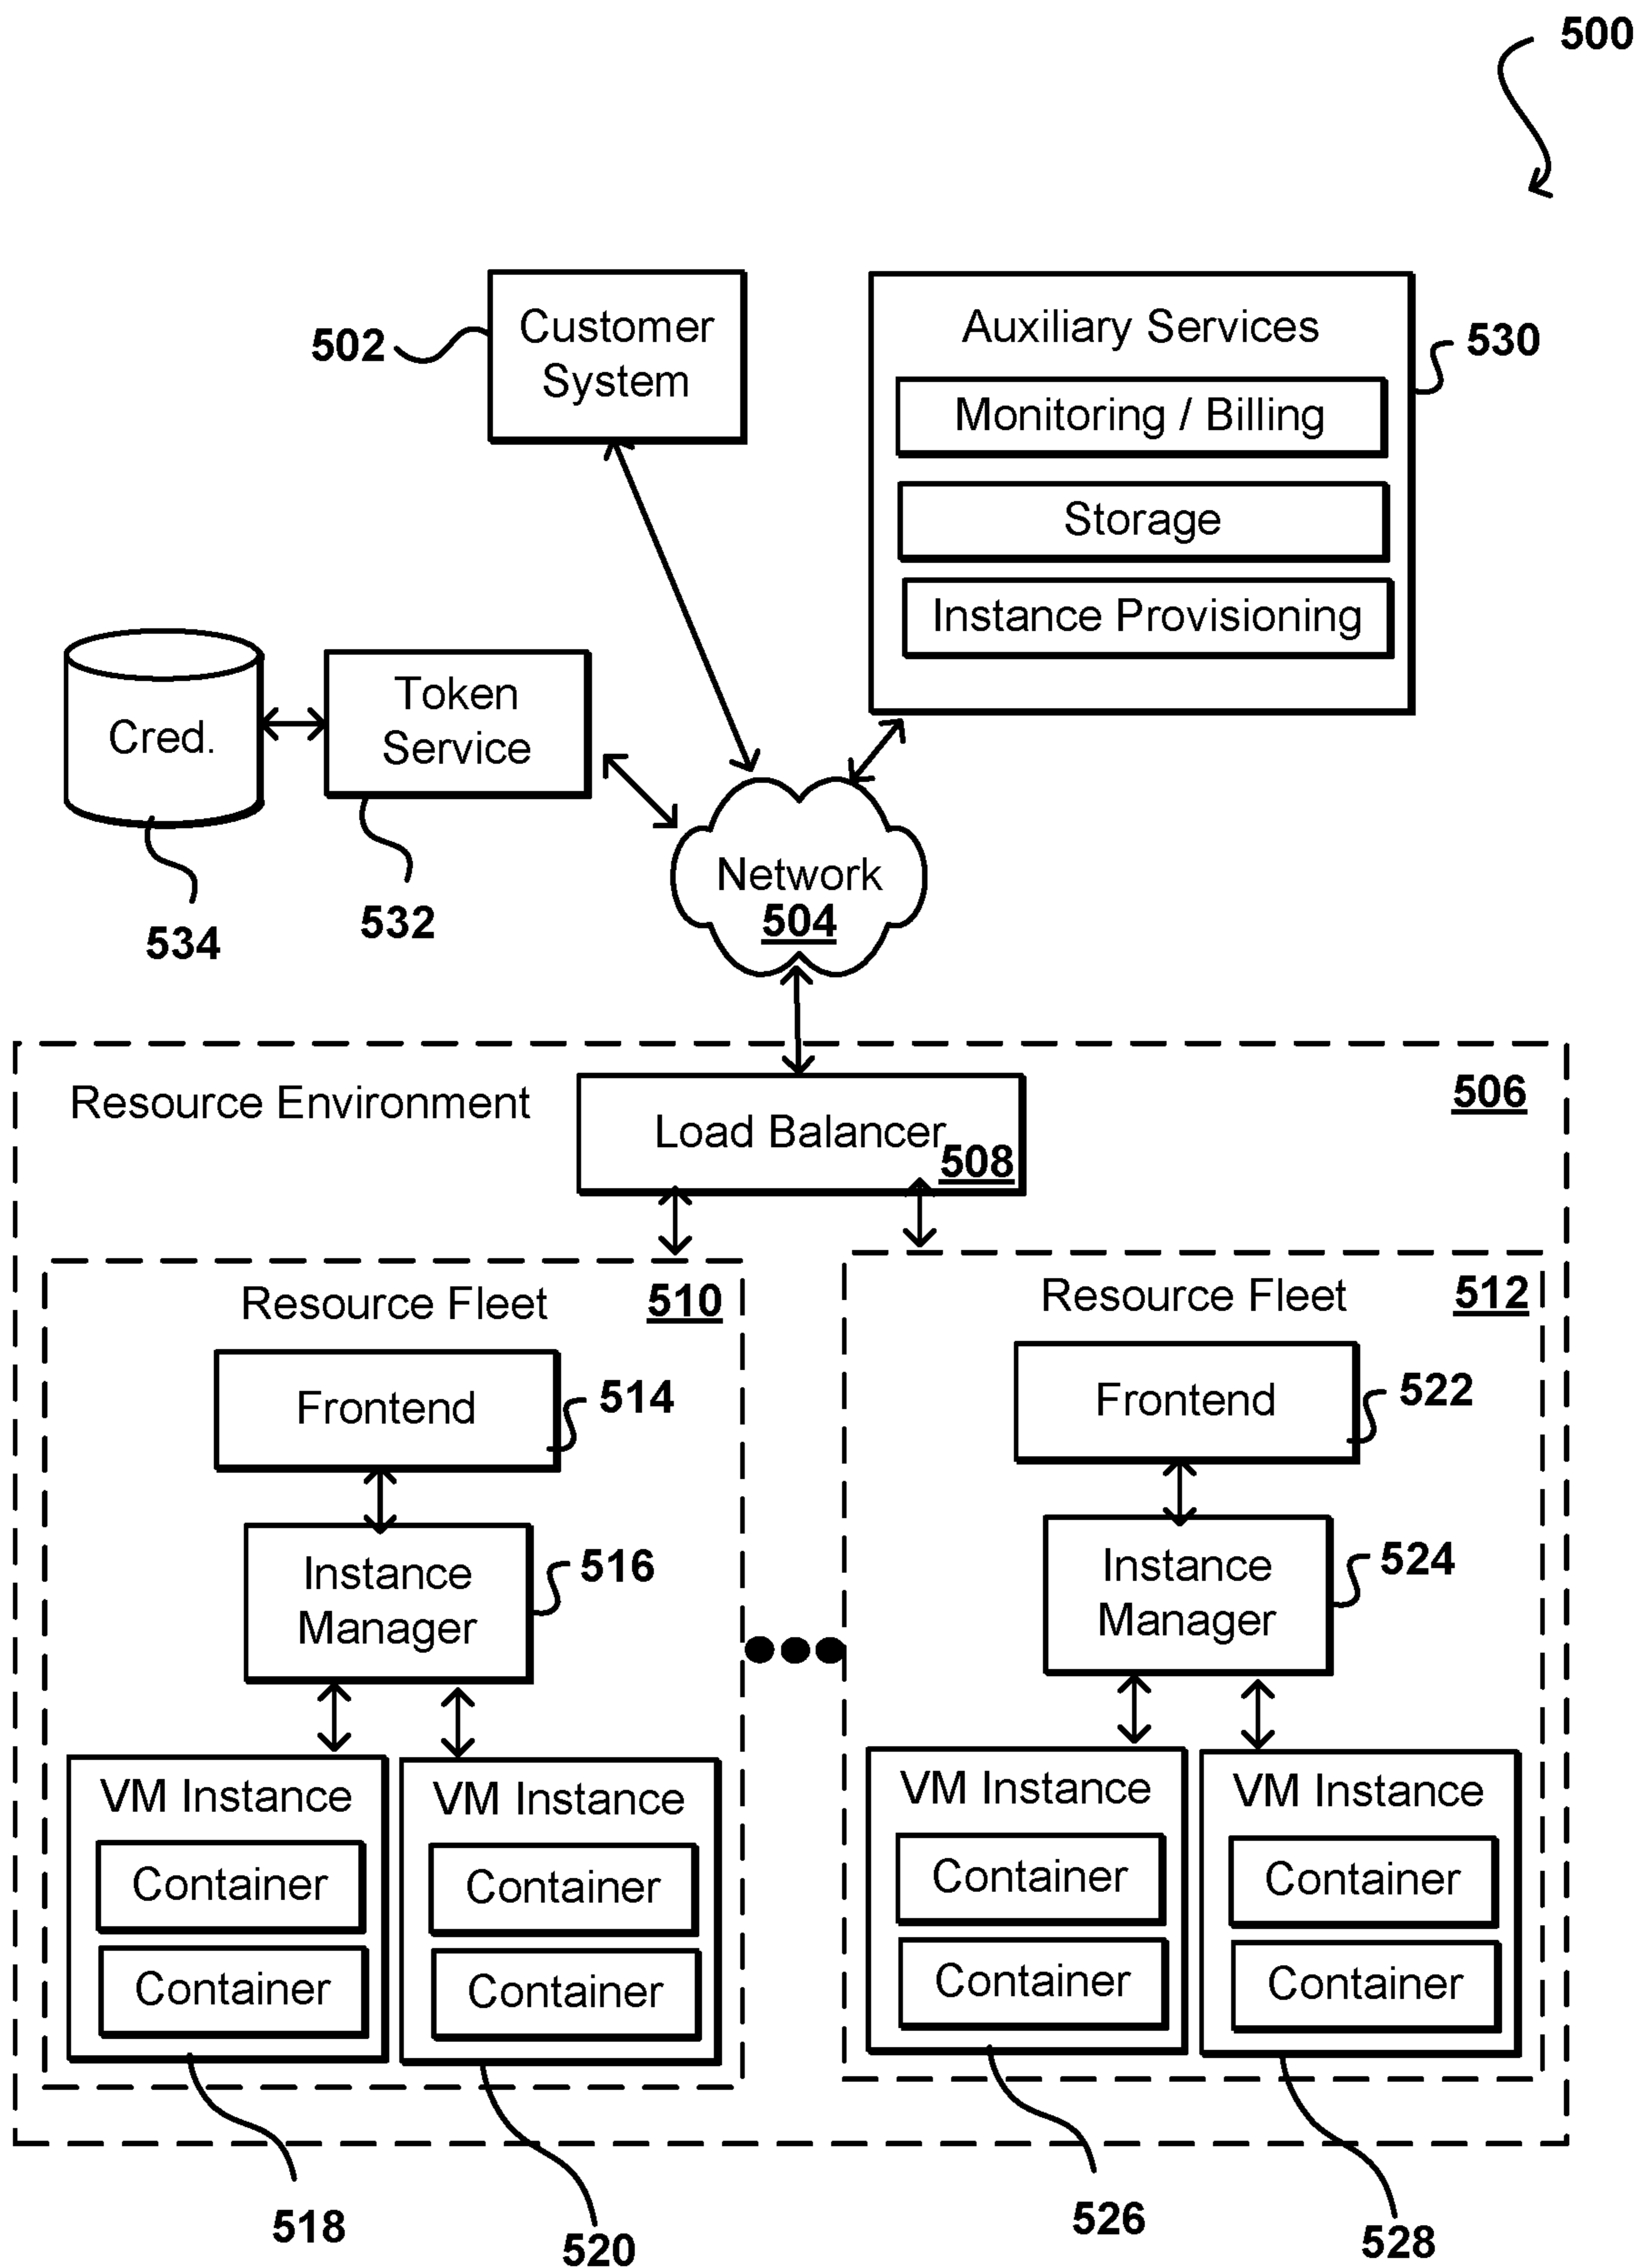 500
Customer
System
502
Auxiliary Services
530
Monitoring / Billing
Storage
Instance Provisioning
Cred.
Token
Service
534
532
Network
504
Resource Environment
506
Load Balancer
508
Resource Fleet
510
Frontend
514
Instance
Manager
516
VM Instance
Container
Container
VM Instance
Container
Container
518
520
Resource Fleet
512
Frontend
522
Instance
Manager
524
VM Instance
Container
Container
VM Instance
Container
Container
526
528